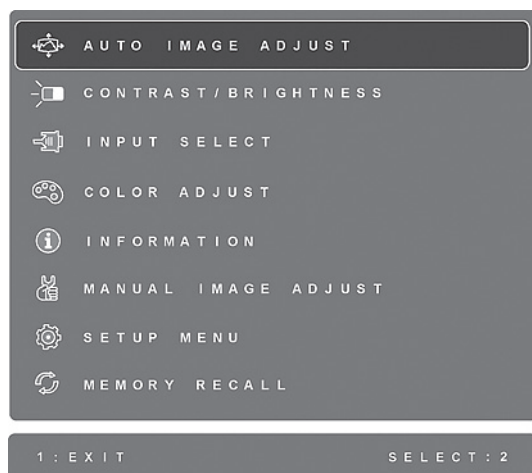 AUTO IMAGE ADJUST
CONTRAST/BRIGHTNESS
INPUT SELECT
COLOR ADJUST
INFORMATION
MANUAL IMAGE ADJUST
SETUP MENU
MEMORY RECALL
1:EXIT SELECT:2